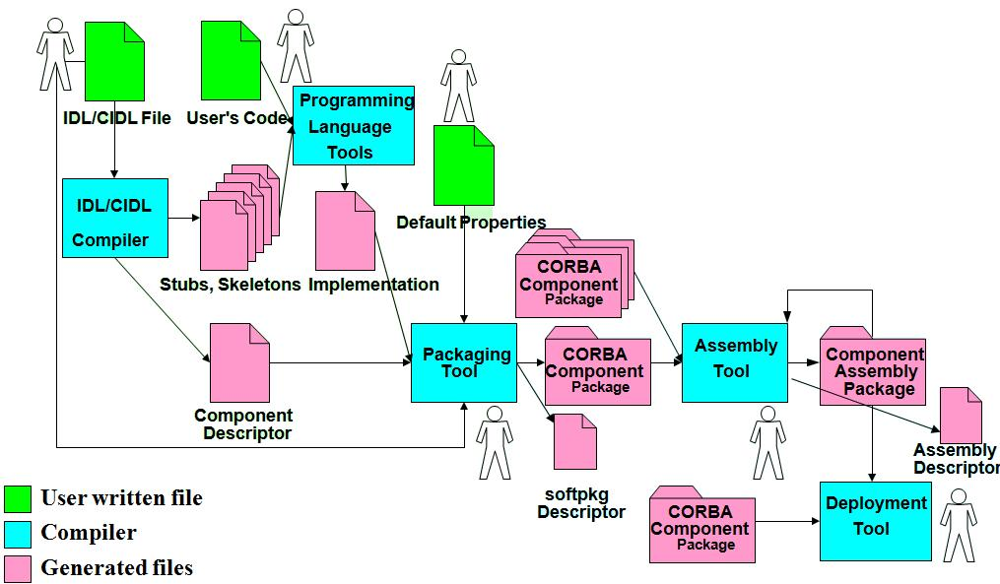 Programming
Language
Tools
IDL/CIDL File
User's Code
IDL/CIDL
Compiler
Default Properties
Stubs, Skeletons
Implementation
CORBA
Component
Package
Packaging
Tool
CORBA
Component
Package
Assembly
Tool
Component
Assembly
Package
Component
Descriptor
Assembly
Descriptor
softpkg
Descriptor
CORBA
Component
Package
Deployment
Tool
User written file
Compiler
Generated files